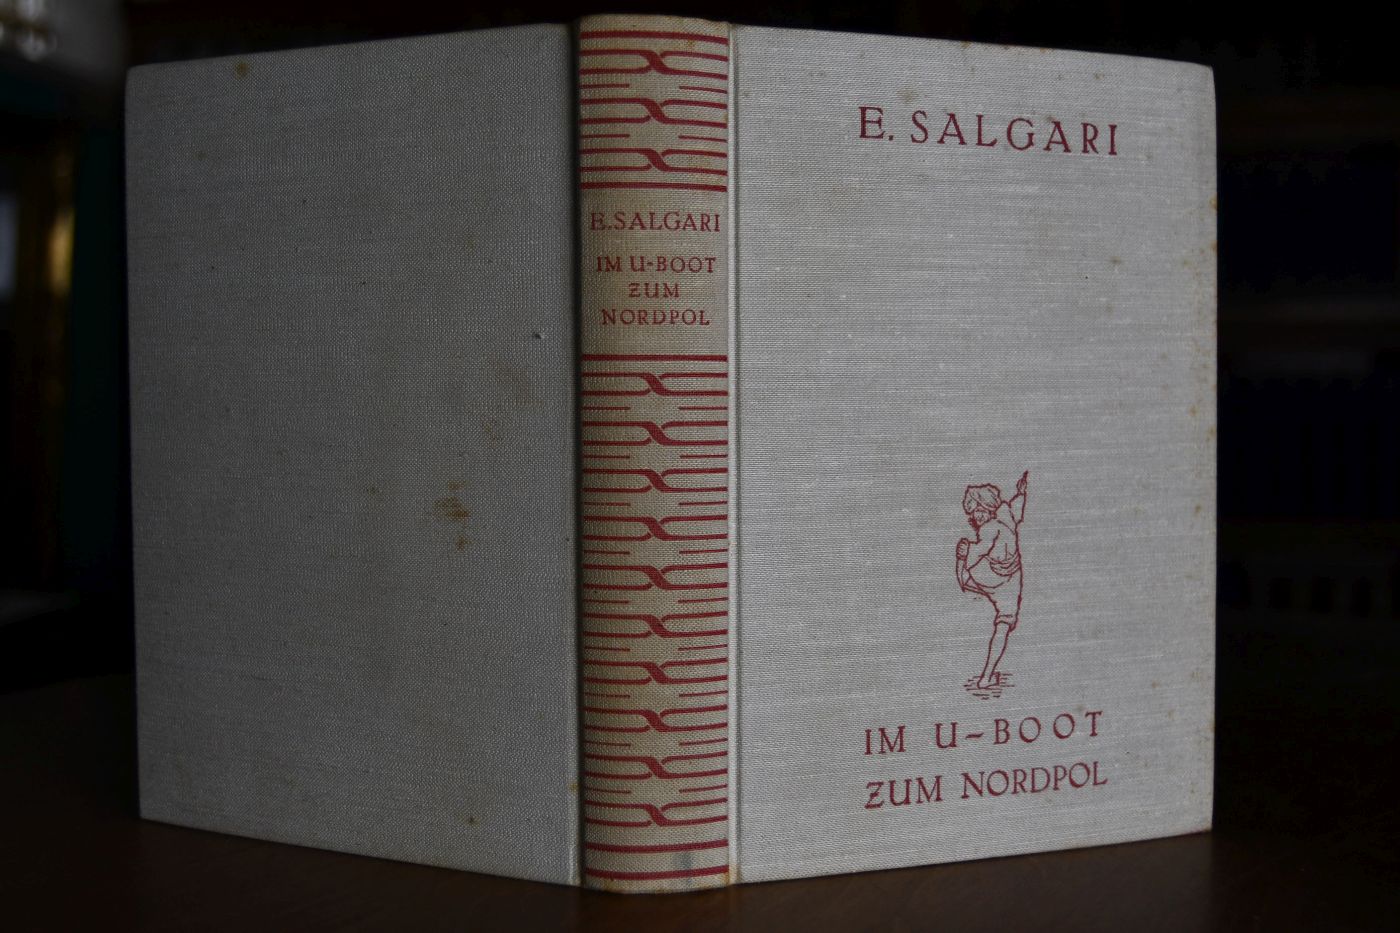 E. SALGARI
IM U-BOOT
ZUM
NORDPOL
E. SALGARI
IM U-BOOT
ZUM NORDPOL